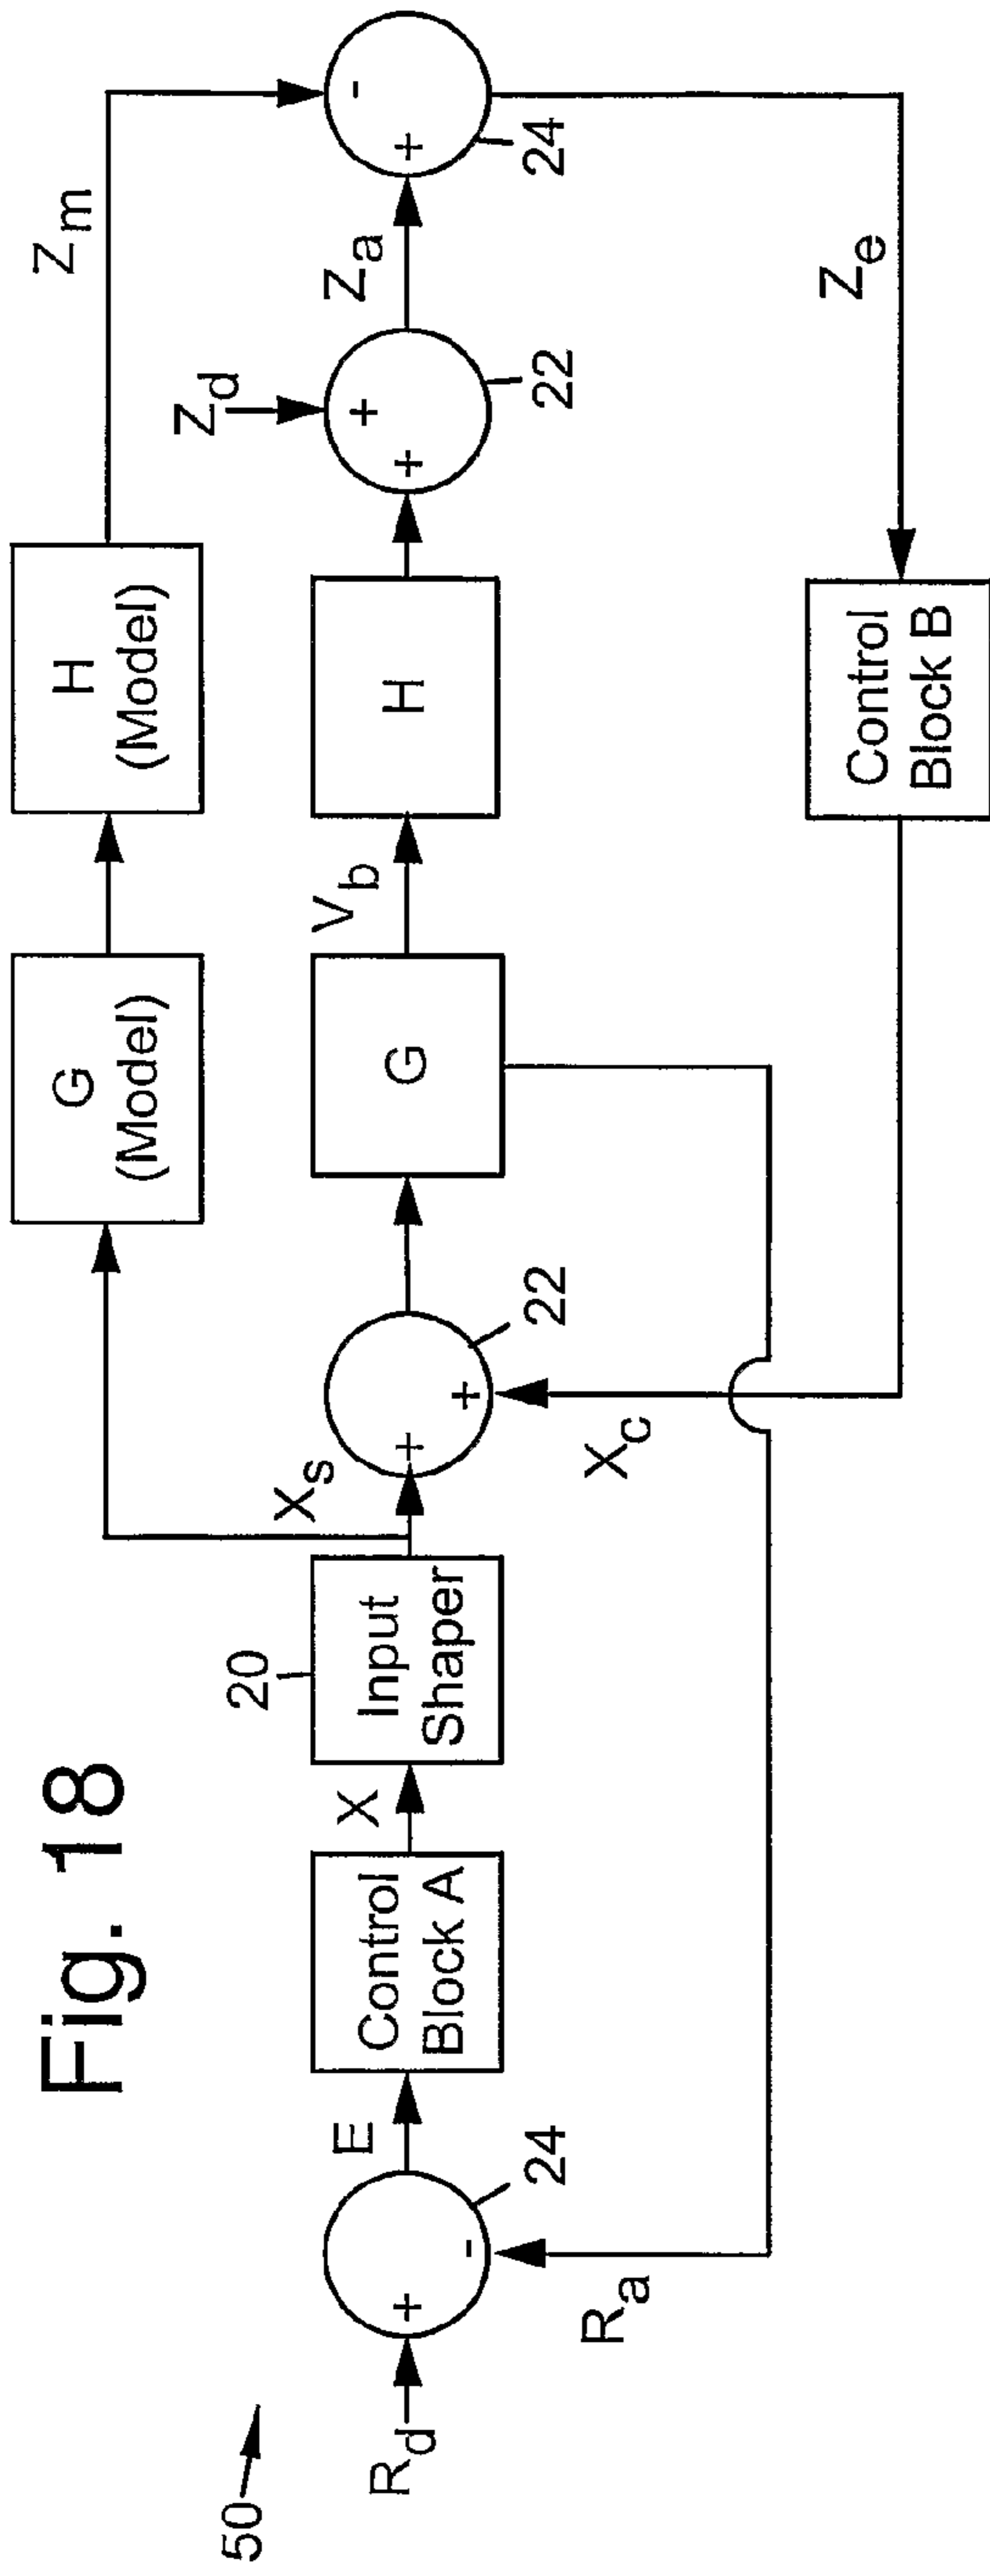 Fig. 18
50
R_d
+
-
24
R_a
E
Control
Block A
X
20
Input
Shaper
X_s
+
+
22
X_c
G
(Model)
H
(Model)
Z_m
G
V_b
H
Z_d
+
+
22
Z_a
+
-
24
Z_e
Control
Block B